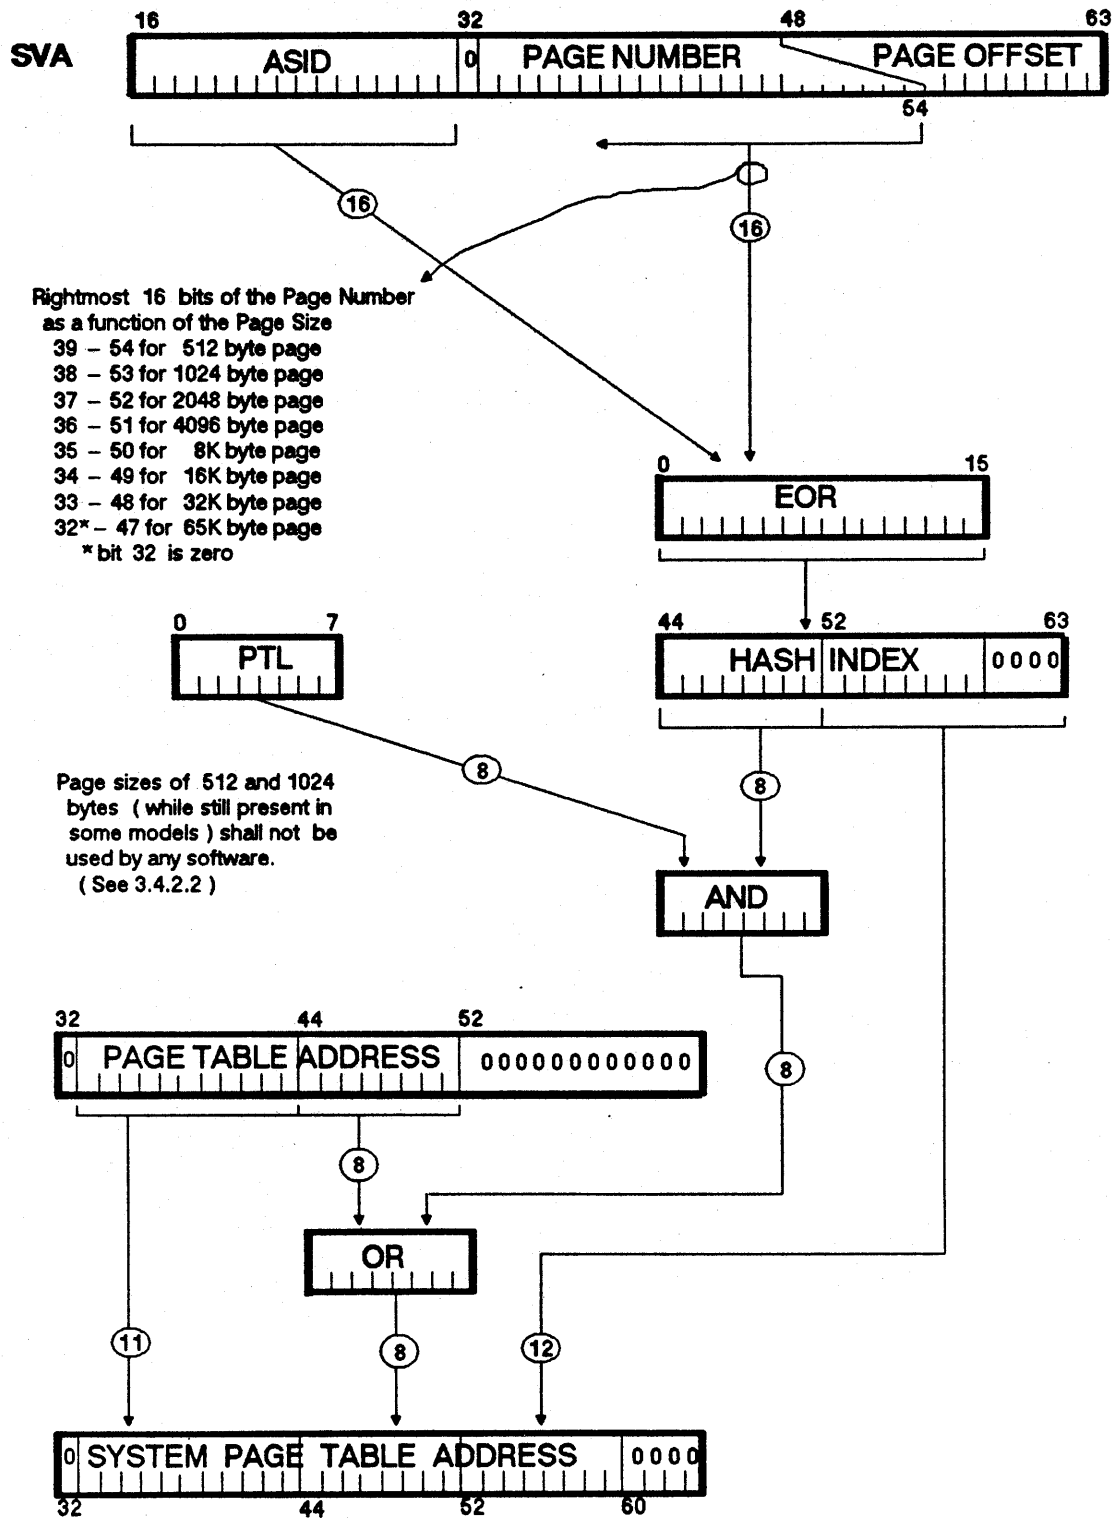 16 32 48 63
SVA ASID 0 PAGE NUMBER PAGE OFFSET
54
16
16
Rightmost 16 bits of the Page Number
as a function of the Page Size
39 – 54 for 512 byte page
38 – 53 for 1024 byte page
37 – 52 for 2048 byte page
36 – 51 for 4096 byte page
35 – 50 for 8K byte page
34 – 49 for 16K byte page
33 – 48 for 32K byte page
32* – 47 for 65K byte page
* bit 32 is zero
0 15
EOR
0 7
PTL
44 52 63
HASH INDEX 0000
8
8
Page sizes of 512 and 1024
bytes ( while still present in
some models ) shall not be
used by any software.
( See 3.4.2.2 )
AND
32 44 52
0 PAGE TABLE ADDRESS 000000000000
8
8
OR
11
8
12
0 SYSTEM PAGE TABLE ADDRESS 0000
32 44 52 60